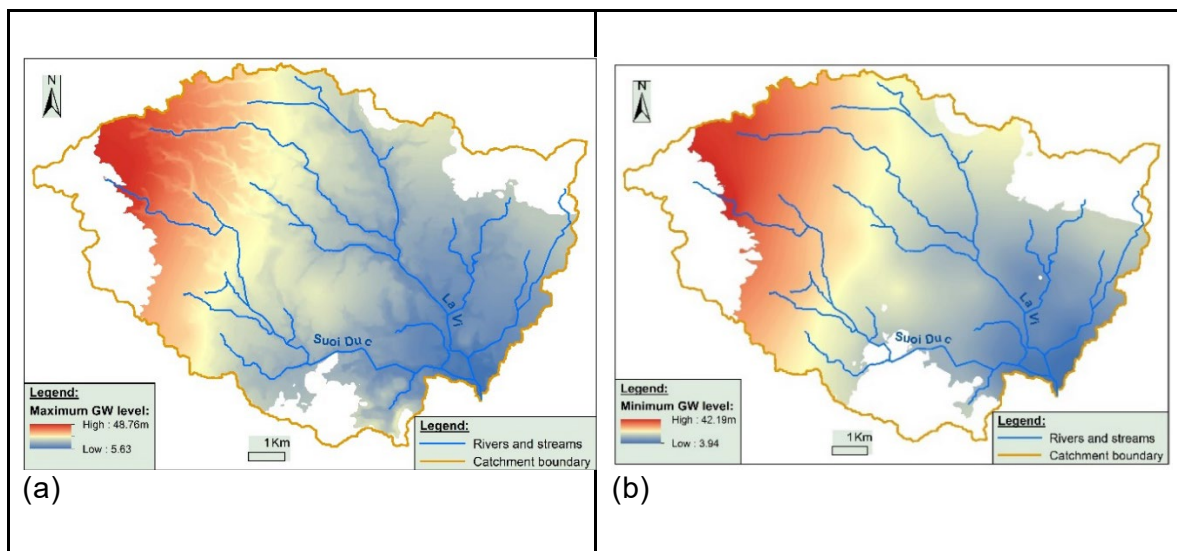 N
La Vi
Suoi Du c
Legend:
Maximum GW level:
High : 48.76m
Low : 5.63
1Km
Legend:
Rivers and streams
Catchment boundary
(a)
N
La Vi
Suoi Du c
Legend:
Minimum GW level:
High : 42.19m
Low : 3.94
1Km
Legend:
Rivers and streams
Catchment boundary
(b)